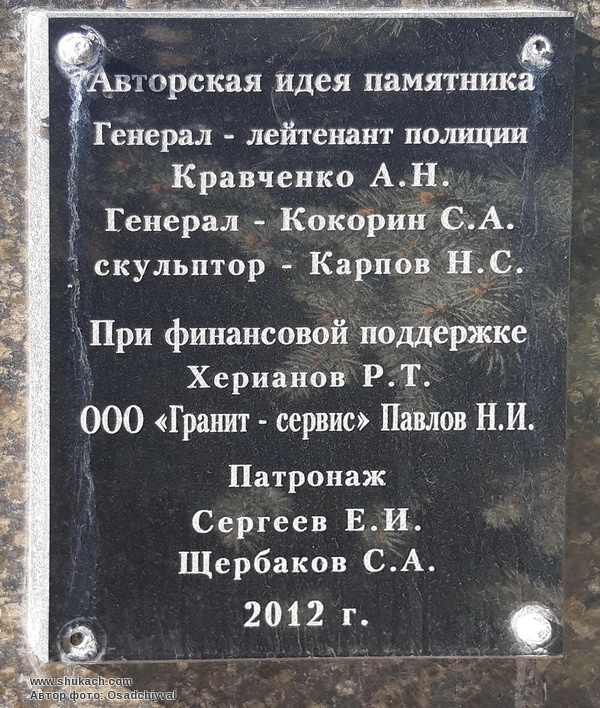 Авторская идея памятника
Генерал - лейтенант полиции
Кравченко А.Н.
Генерал - Кокорин С.А.
скульптор - Карпов Н.С.
При финансовой поддержке
Херианов Р.Т.
ООО «Гранит - сервис» Павлов Н.И.
Патронаж
Сергеев Е.И.
Щербаков С.А.
2012 г.
www.shukach.com
Автор фото: Osadchiyval